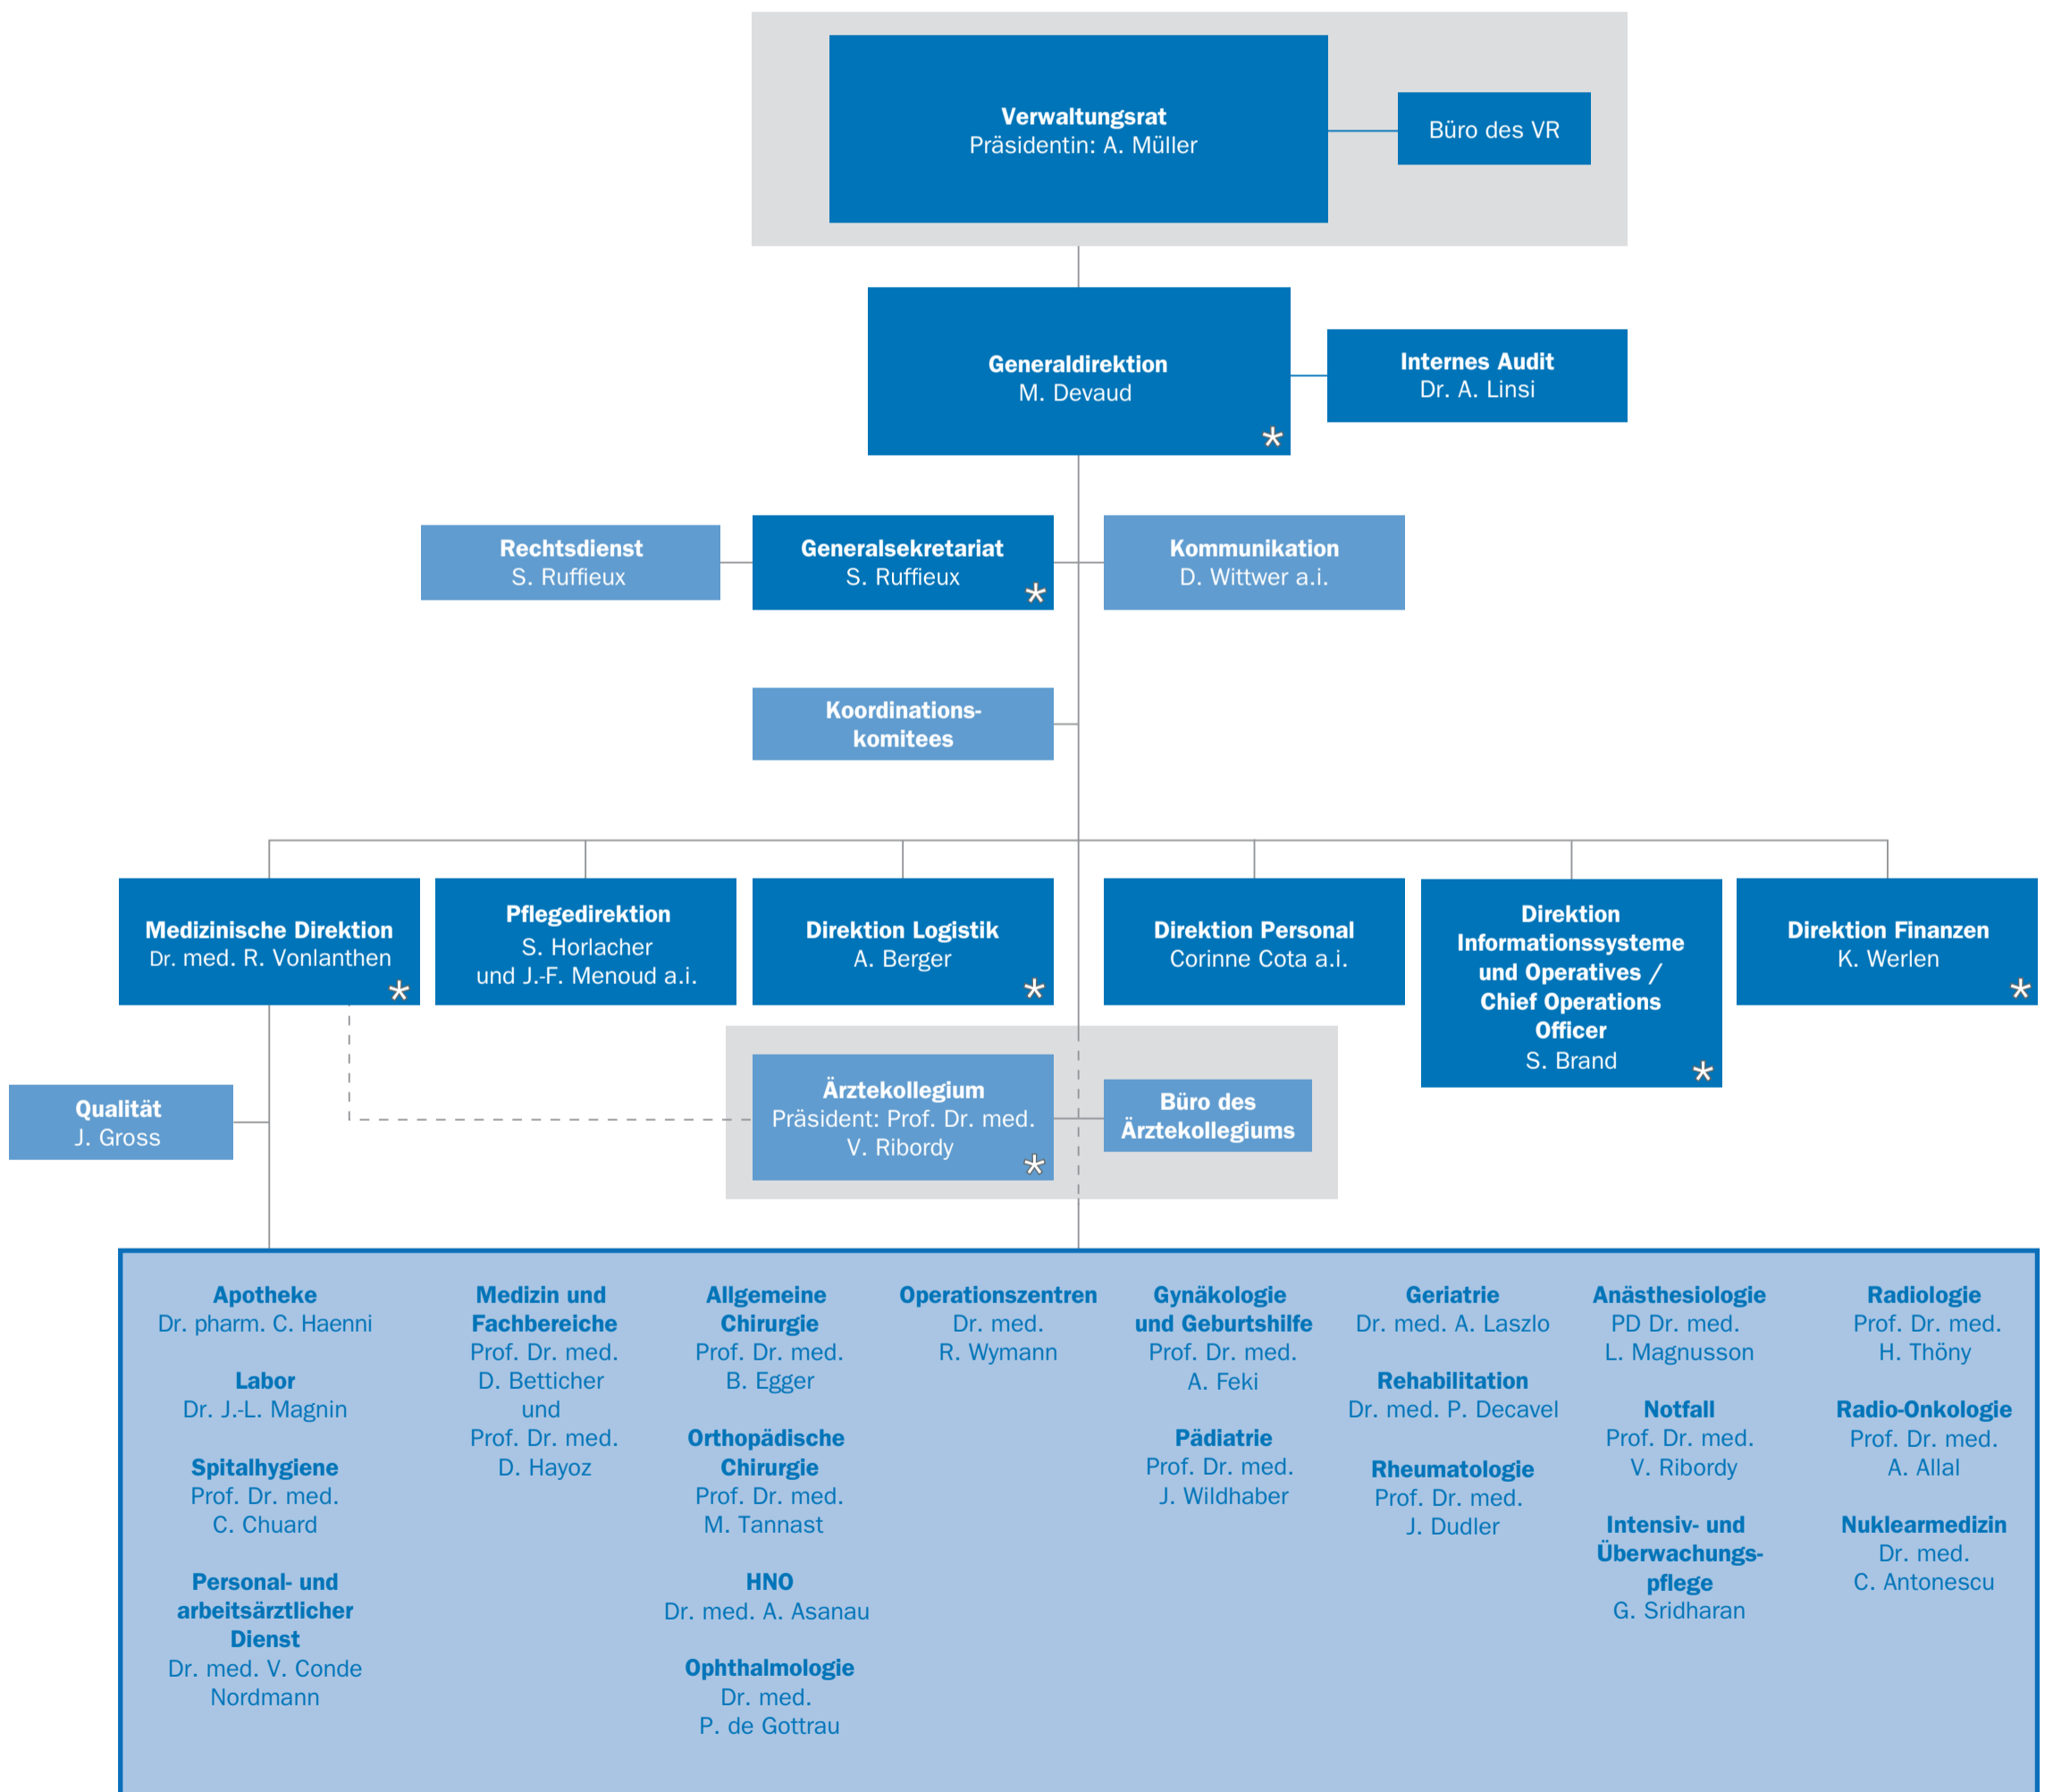 Verwaltungsrat
Präsidentin: A. Müller
Büro des VR
Generaldirektion
M. Devaud
*
Internes Audit
Dr. A. Linsi
Rechtsdienst
S. Ruffieux
Generalsekretariat
S. Ruffieux
*
Kommunikation
D. Wittwer a.i.
Koordinations-
komitees
Medizinische Direktion
Dr. med. R. Vonlanthen
*
Pflegedirektion
S. Horlacher
und J.-F. Menoud a.i.
Direktion Logistik
A. Berger
*
Direktion Personal
Corinne Cota a.i.
Direktion
Informationssysteme
und Operatives /
Chief Operations
Officer
S. Brand
*
Direktion Finanzen
K. Werlen
*
Qualität
J. Gross
Ärztekollegium
Präsident: Prof. Dr. med.
V. Ribordy
*
Büro des
Ärztekollegiums
Apotheke
Dr. pharm. C. Haenni
Labor
Dr. J.-L. Magnin
Spitalhygiene
Prof. Dr. med.
C. Chuard
Personal- und
arbeitsärztlicher
Dienst
Dr. med. V. Conde
Nordmann
Medizin und
Fachbereiche
Prof. Dr. med.
D. Betticher
und
Prof. Dr. med.
D. Hayoz
Allgemeine
Chirurgie
Prof. Dr. med.
B. Egger
Orthopädische
Chirurgie
Prof. Dr. med.
M. Tannast
HNO
Dr. med. A. Asanau
Ophthalmologie
Dr. med.
P. de Gottrau
Operationszentren
Dr. med.
R. Wymann
Gynäkologie
und Geburtshilfe
Prof. Dr. med.
A. Feki
Pädiatrie
Prof. Dr. med.
J. Wildhaber
Geriatrie
Dr. med. A. Laszlo
Rehabilitation
Dr. med. P. Decavel
Rheumatologie
Prof. Dr. med.
J. Dudler
Anästhesiologie
PD Dr. med.
L. Magnusson
Notfall
Prof. Dr. med.
V. Ribordy
Intensiv- und
Überwachungs-
pflege
G. Sridharan
Radiologie
Prof. Dr. med.
H. Thöny
Radio-Onkologie
Prof. Dr. med.
A. Allal
Nuklearmedizin
Dr. med.
C. Antonescu